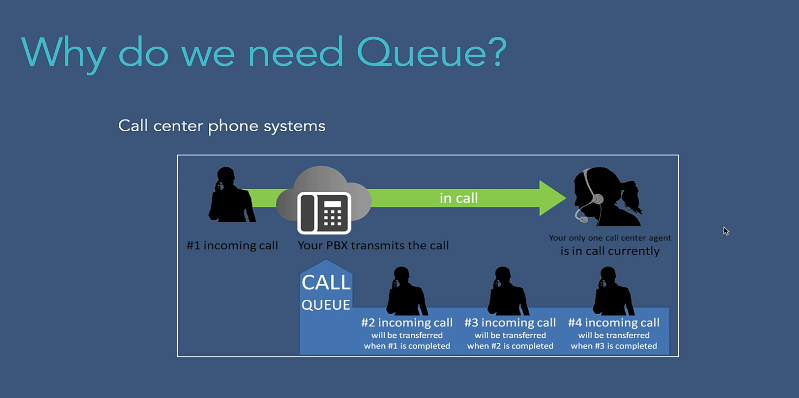 Why do we need Queue?
Call center phone systems
in call
#1 incoming call
Your PBX transmits the call
Your only one call center agent
is in call currently
CALL
QUEUE
#2 incoming call
will be transferred
when #1 is completed
#3 incoming call
will be transferred
when #2 is completed
#4 incoming call
will be transferred
when #3 is completed